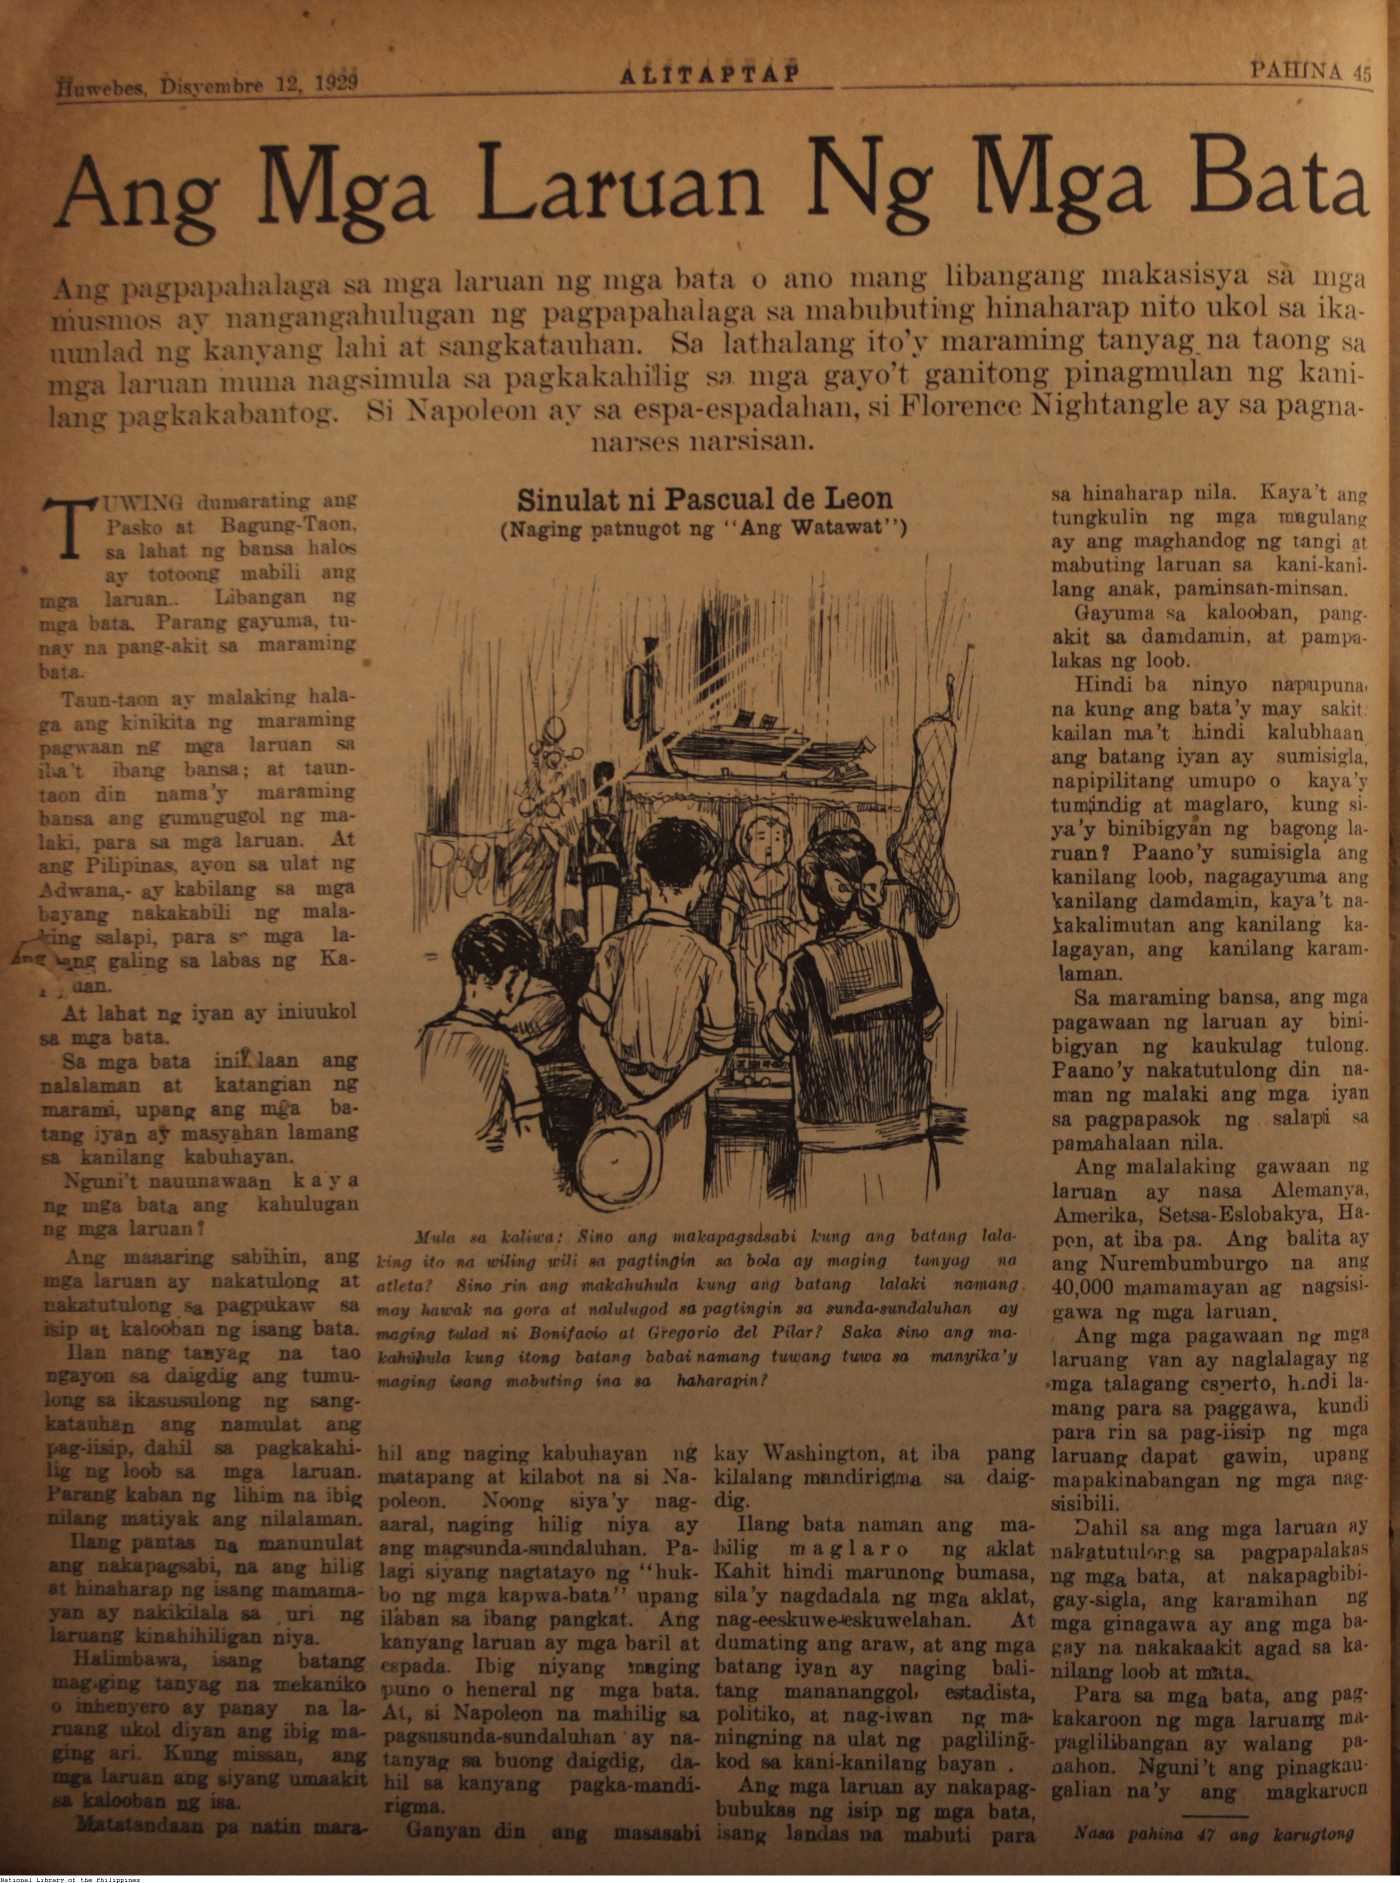 Huwebes, Disyembre 12, 1929
ALITAPTAP
PAHINA 45
Ang Mga Laruan Ng Mga Bata
Ang pagpapahalaga sa mga laruan ng mga bata o ano mang libangang makasisya sa mga
musmos ay nangangahulugan ng pagpapahalaga sa mabubuting hinaharap nito ukol sa ika-
uunlad ng kanyang lahi at sangkatauhan. Sa lathalang ito'y maraming tanyag na taong sa
mga laruan muna nagsimula sa pagkakahilig sa mga gayo't ganitong pinagmulan ng kani-
lang pagkakabantog. Si Napoleon ay sa espa-espadahan, si Florence Nightangle ay sa pagna-
narses narsisan.
TUWING dumarating ang
Pasko at Bagung-Taon,
sa lahat ng bansa halos
ay totoong mabili ang
mga laruan.. Libangan ng
mga bata. Parang gayuma, tu-
nay na pang-akit sa maraming
bata.
Taun-taon ay malaking hala-
ga ang kinikita ng maraming
pagwaan ng mga laruan sa
iba't ibang bansa; at taun-
taon din nama'y maraming
bansa ang gumugugol ng ma-
laki, para sa mga laruan. At
ang Pilipinas, ayon sa ulat ng
Adwana,- ay kabilang sa mga
bayang nakakabili ng mala-
king salapi, para sa mga la-
ang galing sa labas ng Ka-
uan.
At lahat ng iyan ay iniuukol
sa mga bata.
Sa mga bata inilaan ang
nalalaman at katangian ng
marami, upang ang mga ba-
tang iyan ay masyahan lamang
sa kanilang kabuhayan.
Nguni't nauunawaan kaya
ng mga bata ang kahulugan
ng mga laruan?
Ang maaaring sabihin, ang
mga laruan ay nakatulong at
nakatutulong sa pagpukaw sa
isip at kalooban ng isang bata.
Ilan nang tanyag na tao
ngayon sa daigdig ang tumu-
long sa ikasusulong ng sang-
katauhan ang namulat ang
pag-iisip, dahil sa pagkakahi-
lig ng loob sa mga laruan.
Parang kaban ng lihim na ibig
nilang matiyak ang nilalaman.
Ilang pantas na manunulat
ang nakapagsabi, na ang hilig
at hinaharap ng isang mamama-
yan ay nakikilala sa uri ng
laruang kinahihiligan niya.
Halimbawa, isang batang
magiging tanyag na mekaniko
o inhenyero ay panay na la-
ruang ukol diyan ang ibig ma-
ging ari. Kung missan, ang
mga laruan ang siyang umaakit
sa kalooban ng isa.
Matatandaan pa natin mara-
Sinulat ni Pascual de Leon
(Naging patnugot ng "Ang Watawat")
Mula sa kaliwa: Sino ang makapagsasabi kung ang batang lala-
king ito na wiling wili sa pagtingin sa bola ay maging tanyag na
atleta? Sino rin ang makahuhula kung ang batang lalaki namang
may hawak na gora at nalulugod sa pagtingin sa sunda-sundaluhan ay
maging tulad ni Bonifacio at Gregorio del Pilar? Saka sino ang ma-
kahuhula kung itong batang babai namang tuwang tuwa sa manyika'y
maging isang mabuting ina sa haharapin?
hil ang naging kabuhayan ng
matapang at kilabot na si Na-
poleon. Noong siya'y nag-
aaral, naging hilig niya ay
ang magsunda-sundaluhan. Pa-
lagi siyang nagtatayo ng "huk-
bo ng mga kapwa-bata" upang
ilaban sa ibang pangkat. Ang
kanyang laruan ay mga baril at
espada. Ibig niyang maging
puno o heneral ng mga bata.
At, si Napoleon na mahilig sa
pagsusunda-sundaluhan ay na-
tanyag sa buong daigdig, da-
hil sa kanyang pagka-mandi-
rigma.
Ganyan din ang masasabi
kay Washington, at iba pang
kilalang mandirigma sa daig-
dig.
Ilang bata naman ang ma-
hilig maglaro ng aklat
Kahit hindi marunong bumasa,
sila'y nagdadala ng mga aklat,
nag-eeskuwe-eskuwelahan. At
dumating ang araw, at ang mga
batang iyan ay naging bali-
tang manananggol, estadista,
politiko, at nag-iwan ng ma-
ningning na ulat ng pagliling-
kod sa kani-kanilang bayan .
Ang mga laruan ay nakapag-
bubukas ng isip ng mga bata,
isang landas na mabuti para
sa hinaharap nila. Kaya't ang
tungkulin ng mga magulang
ay ang maghandog ng tangi at
mabuting laruan sa kani-kani-
lang anak, paminsan-minsan.
Gayuma sa kalooban, pang-
akit sa damdamin, at pampa-
lakas ng loob.
Hindi ba ninyo napupuna
na kung ang bata'y may sakit
kailan ma't hindi kalubhaan
ang batang iyan ay sumisigla,
napipilitang umupo o kaya'y
tumindig at maglaro, kung si-
ya'y binibigyan ng bagong la-
ruan? Paano'y sumisigla ang
kanilang loob, nagagayuma ang
kanilang damdamin, kaya't na-
kakalimutan ang kanilang ka-
lagayan, ang kanilang karam-
laman.
Sa maraming bansa, ang mga
pagawaan ng laruan ay bini-
bigyan ng kaukulag tulong.
Paano'y nakatutulong din na-
man ng malaki ang mga iyan
sa pagpapasok ng salapi sa
pamahalaan nila.
Ang malalaking gawaan ng
laruan ay nasa Alemanya,
Amerika, Setsa-Eslobakya, Ha-
pon, at iba pa. Ang balita ay
ang Nurembumburgo na ang
40,000 mamamayan ag nagsisi-
gawa ng mga laruan.
Ang mga pagawaan ng mga
laruang yan ay naglalagay ng
mga talagang esperto, hindi la-
mang para sa paggawa, kundi
para rin sa pag-iisip ng mga
laruang dapat gawin, upang
mapakinabangan ng mga nag-
sisibili.
Dahil sa ang mga laruan ay
nakatutulong sa pagpapalakas
ng mga bata, at nakapagbibi-
gay-sigla, ang karamihan ng
mga ginagawa ay ang mga ba-
gay na nakakaakit agad sa ka-
nilang loob at mata.
Para sa mga bata, ang pag-
kakaroon ng mga laruang ma-
paglilibangan ay walang pa-
nahon. Nguni't ang pinagkau-
galian na'y ang magkaroon
Nasa pahina 47 ang karugtong
National Library of the Philippines